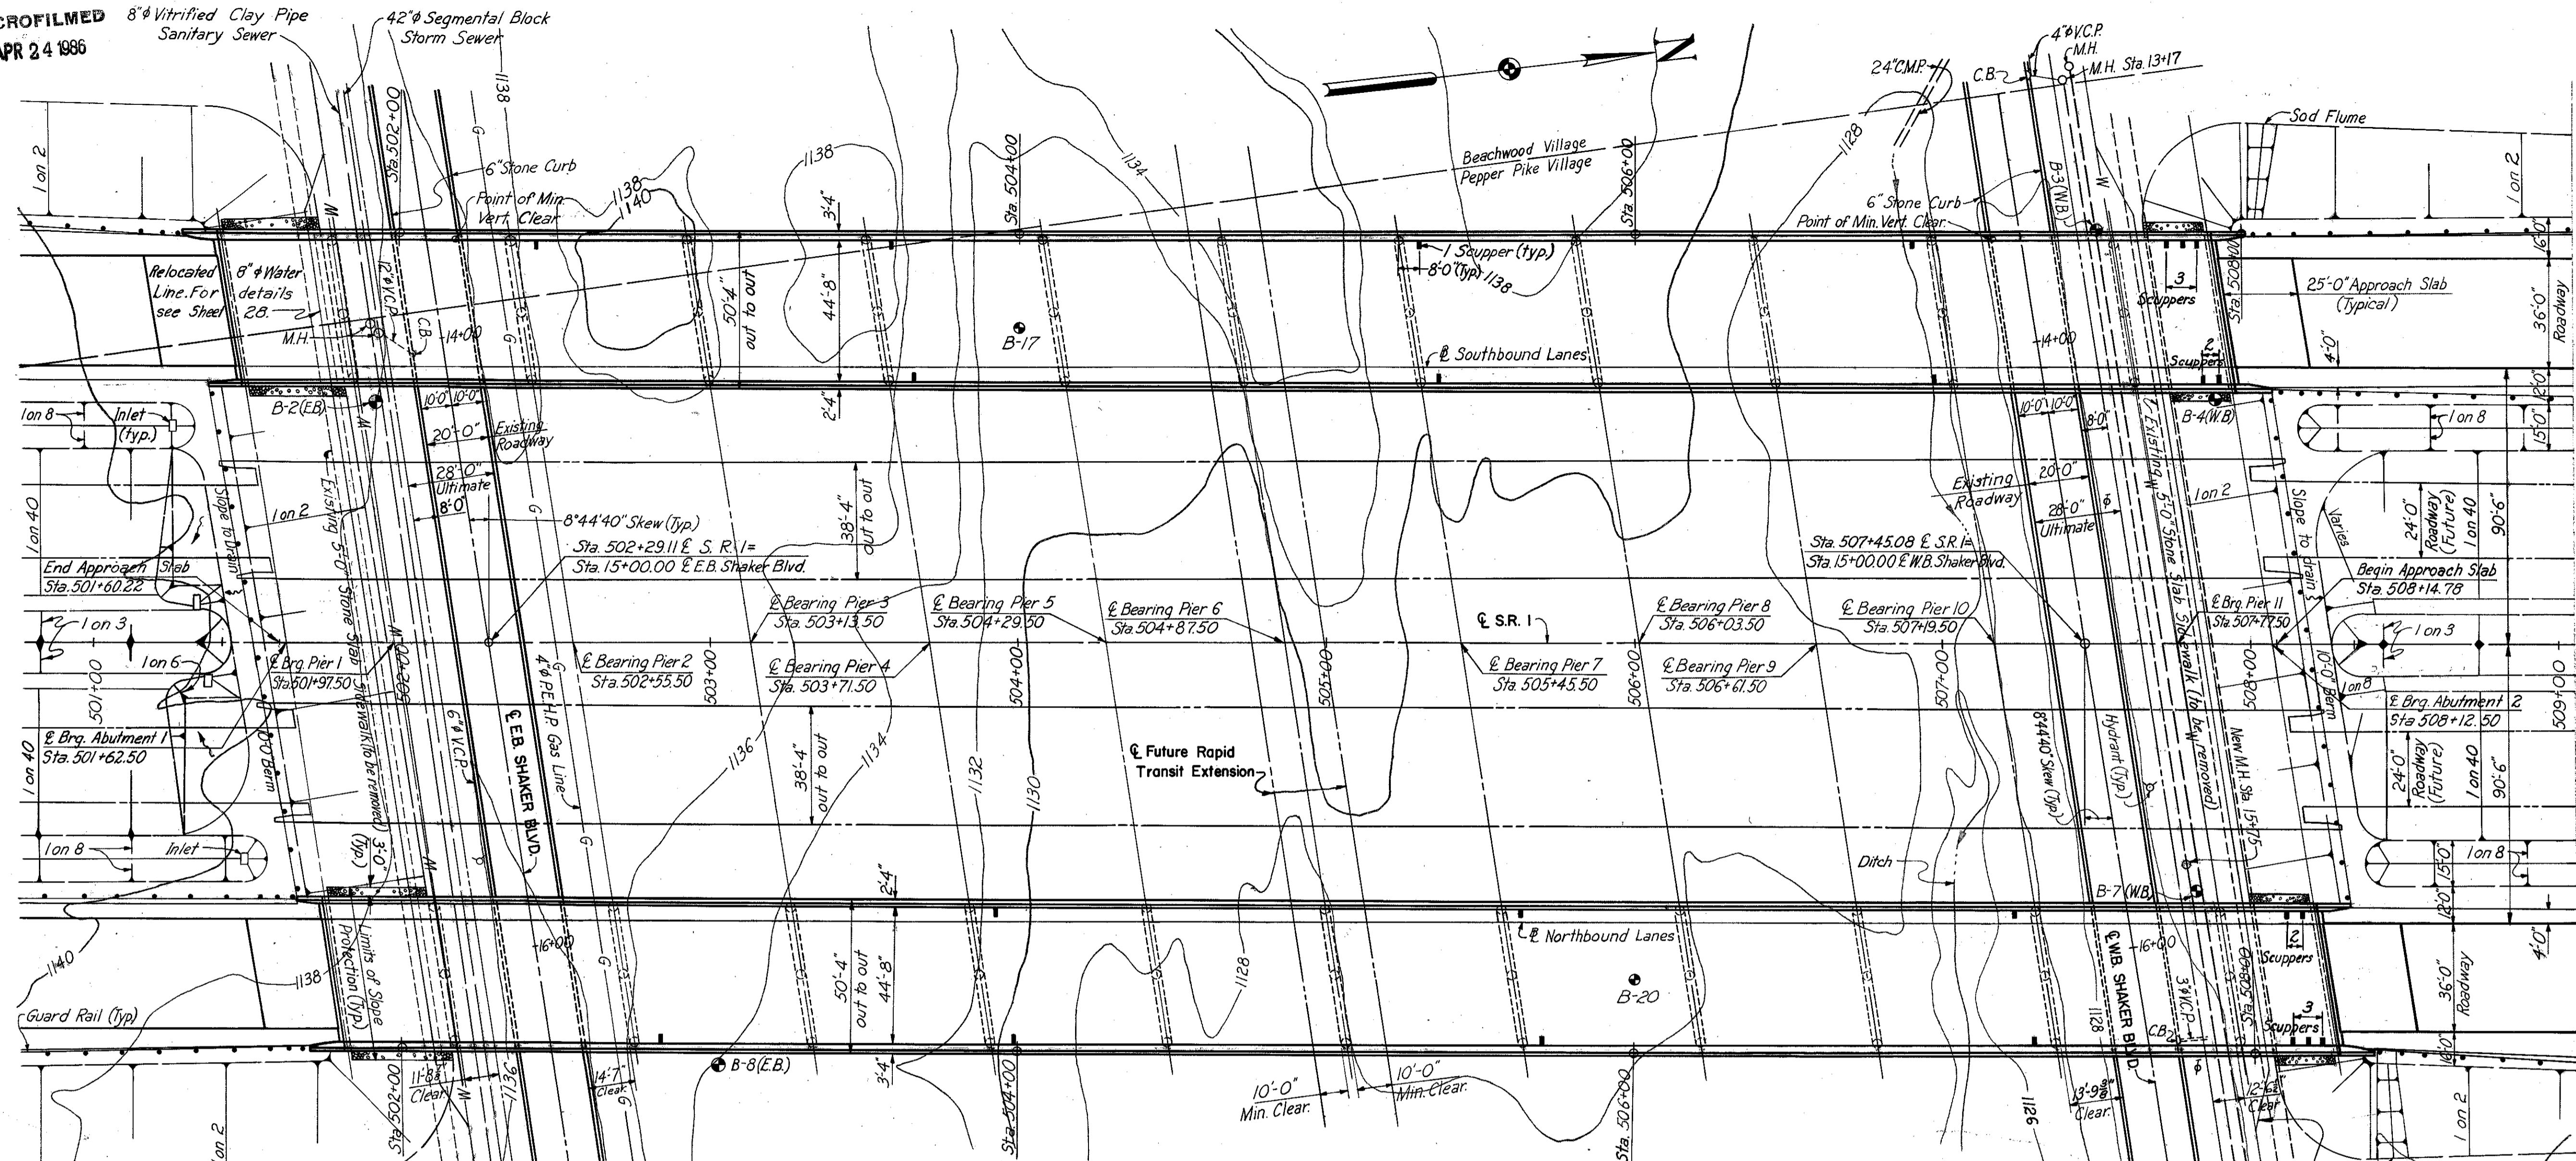 CROFILMED
APR 24 1986
8"φ Vitrified Clay Pipe
Sanitary Sewer
42"φ Segmental Block
Storm Sewer
1138
G
Sta. 502+00
1 on 2
6" Stone Curb
Point of Min.
Vert. Clear.
1138
1140
1138
3'-4"
Sta. 504+00
1134
N
Beachwood Village
Pepper Pike Village
Sta. 506+00
24" C.M.P.
1128
C.B.
4"φ V.C.P.
M.H.
M.H. Sta. 13+17
W
B-3 (W.B.)
6" Stone Curb
Point of Min. Vert. Clear.
Sod Flume
1 on 2
16'-0"
Relocated
Line. For
see Sheet
8"φ Water
details
28.
M.H.
W
12"φ V.C.P.
C.B.
14+00
G
50'-4"
out to out
44'-8"
B-17
1 Scupper (typ.)
8'-0" (Typ.)
1138
℄ Southbound Lanes
14+00
3
Scuppers
2
Scuppers
Sta. 508+00
25'-0" Approach Slab
(Typical)
36'-0"
Roadway
4'-0"
12'-0"
15'-0"
B-2 (E.B.)
1 on 8
Inlet
(typ.)
10'-0" 10'-0"
20'-0"
Existing
Roadway
28'-0"
Ultimate
8'-0"
2'-4"
38'-4"
out to out
10'-0" 10'-0"
8'-0"
Existing
Roadway
20'-0"
28'-0"
Ultimate
B-4 (W.B.)
1 on 8
1 on 40
Slope to Drain
1 on 2
Existing 5'-0" Stone Slab Sidewalk (to be removed)
8°44'40" Skew (Typ.)
Sta. 502+29.11 ℄ S. R. 1=
Sta. 15+00.00 ℄ E.B. Shaker Blvd.
Sta. 507+45.08 ℄ S.R. 1=
Sta. 15+00.00 ℄ W.B. Shaker Blvd.
Existing 5'-0" Stone Slab Sidewalk (to be removed)
1 on 2
Slope to drain
Varies
24'-0"
Roadway
(Future)
1 on 40
90'-6"
End Approach Slab
Sta. 501+60.22
1 on 3
1 on 6
501+00
℄ Brg. Pier 1
Sta. 501+97.50
502+00
℄ Bearing Pier 2
Sta. 502+55.50
503+00
℄ Bearing Pier 3
Sta. 503+13.50
℄ Bearing Pier 4
Sta. 503+71.50
℄ Bearing Pier 5
Sta. 504+29.50
504+00
℄ Bearing Pier 6
Sta. 504+87.50
505+00
℄ S.R. 1
℄ Bearing Pier 7
Sta. 505+45.50
506+00
℄ Bearing Pier 8
Sta. 506+03.50
℄ Bearing Pier 9
Sta. 506+61.50
℄ Bearing Pier 10
Sta. 507+19.50
507+00
℄ Brg. Pier 11
Sta. 507+77.50
508+00
Begin Approach Slab
Sta. 508+14.78
1 on 3
1 on 8
10'-0" Berm
℄ Brg. Abutment 2
Sta. 508+12.50
509+00
℄ Brg. Abutment 1
Sta. 501+62.50
10'-0" Berm
1 on 40
6" V.C.P.
℄ E.B. SHAKER BLVD.
4"φ P.E.H.P. Gas Line
G
1136
38'-4"
out to out
1134
1132
1130
℄ Future Rapid
Transit Extension
8°44'40" Skew (Typ.)
Hydrant (Typ.)
New M.H. Sta. 15+75
24'-0"
Roadway
(Future)
1 on 40
90'-6"
1 on 8
Inlet
3'-0"
(Typ.)
W
G
2'-4"
Ditch
B-7 (W.B.)
1 on 8
15'-0"
12'-0"
4'-0"
1140
1138
Limits of Slope
Protection (Typ.)
16+00
G
50'-4"
out to out
44'-8"
1128
℄ Northbound Lanes
B-20
1128
℄ W.B. SHAKER BLVD.
16+00
3"φ V.C.P.
C.B.
Sta. 508+00
2
Scuppers
3
Scuppers
36'-0"
Roadway
16'-0"
Guard Rail (Typ.)
1 on 2
Sta. 502+00
Clear.
W
1136
14'-7"
Clear.
G
B-8 (E.B.)
3'-4"
Sta. 504+00
10'-0"
Min. Clear.
10'-0"
Min. Clear.
Sta. 506+00
1126
Clear.
Clear
1 on 2